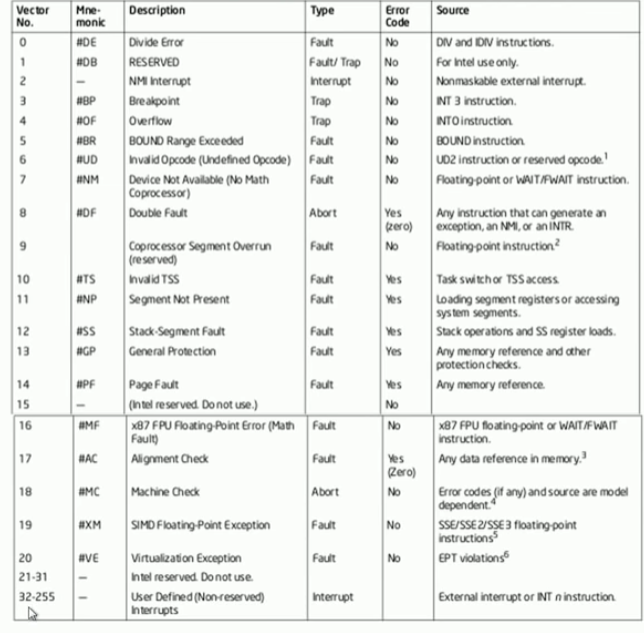 Vector No. Mne-monic Description Type Error Code Source
0 #DE Divide Error Fault No DIV and IDIV instructions.
1 #DB RESERVED Fault/ Trap No For Intel use only.
2 — NMI Interrupt Interrupt No Nonmaskable external interrupt.
3 #BP Breakpoint Trap No INT 3 instruction.
4 #OF Overflow Trap No INTO instruction.
5 #BR BOUND Range Exceeded Fault No BOUND instruction.
6 #UD Invalid Opcode (Undefined Opcode) Fault No UD2 instruction or reserved opcode.1
7 #NM Device Not Available (No Math Fault No Floating-point or WAIT/FWAIT instruction.
Coprocessor)
8 #DF Double Fault Abort Yes Any instruction that can generate an
(zero) exception, an NMI, or an INTR.
9 Coprocessor Segment Overrun Fault No Floating-point instruction.2
(reserved)
10 #TS Invalid TSS Fault Yes Task switch or TSS access.
11 #NP Segment Not Present Fault Yes Loading segment registers or accessing
system segments.
12 #SS Stack-Segment Fault Fault Yes Stack operations and SS register loads.
13 #GP General Protection Fault Yes Any memory reference and other
protection checks.
14 #PF Page Fault Fault Yes Any memory reference.
15 — (Intel reserved. Do not use.) No
16 #MF x87 FPU Floating-Point Error (Math Fault No x87 FPU floating-point or WAIT/FWAIT
Fault) instruction.
17 #AC Alignment Check Fault Yes Any data reference in memory.3
(Zero)
18 #MC Machine Check Abort No Error codes (if any) and source are model
dependent.4
19 #XM SIMD Floating-Point Exception Fault No SSE/SSE2/SSE3 floating-point
instructions5
20 #VE Virtualization Exception Fault No EPT violations6
21-31 — Intel reserved. Do not use.
32-255 — User Defined (Non-reserved) Interrupt External interrupt or INT n instruction.
Interrupts